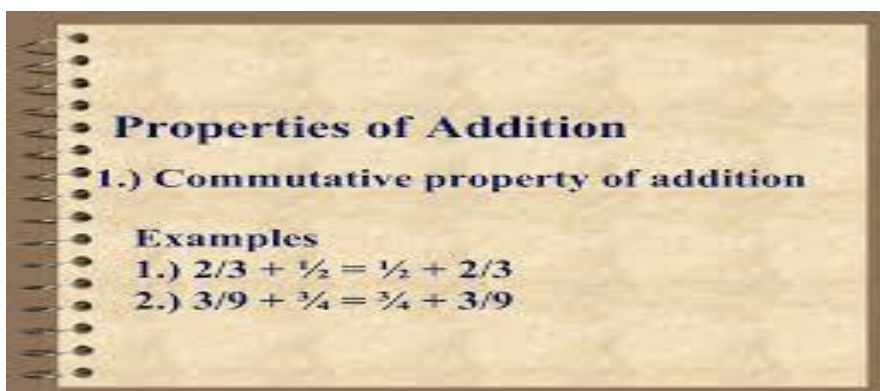 Properties of Addition
1.) Commutative property of addition
Examples
1.) 2/3 + ½ = ½ + 2/3
2.) 3/9 + ¾ = ¾ + 3/9